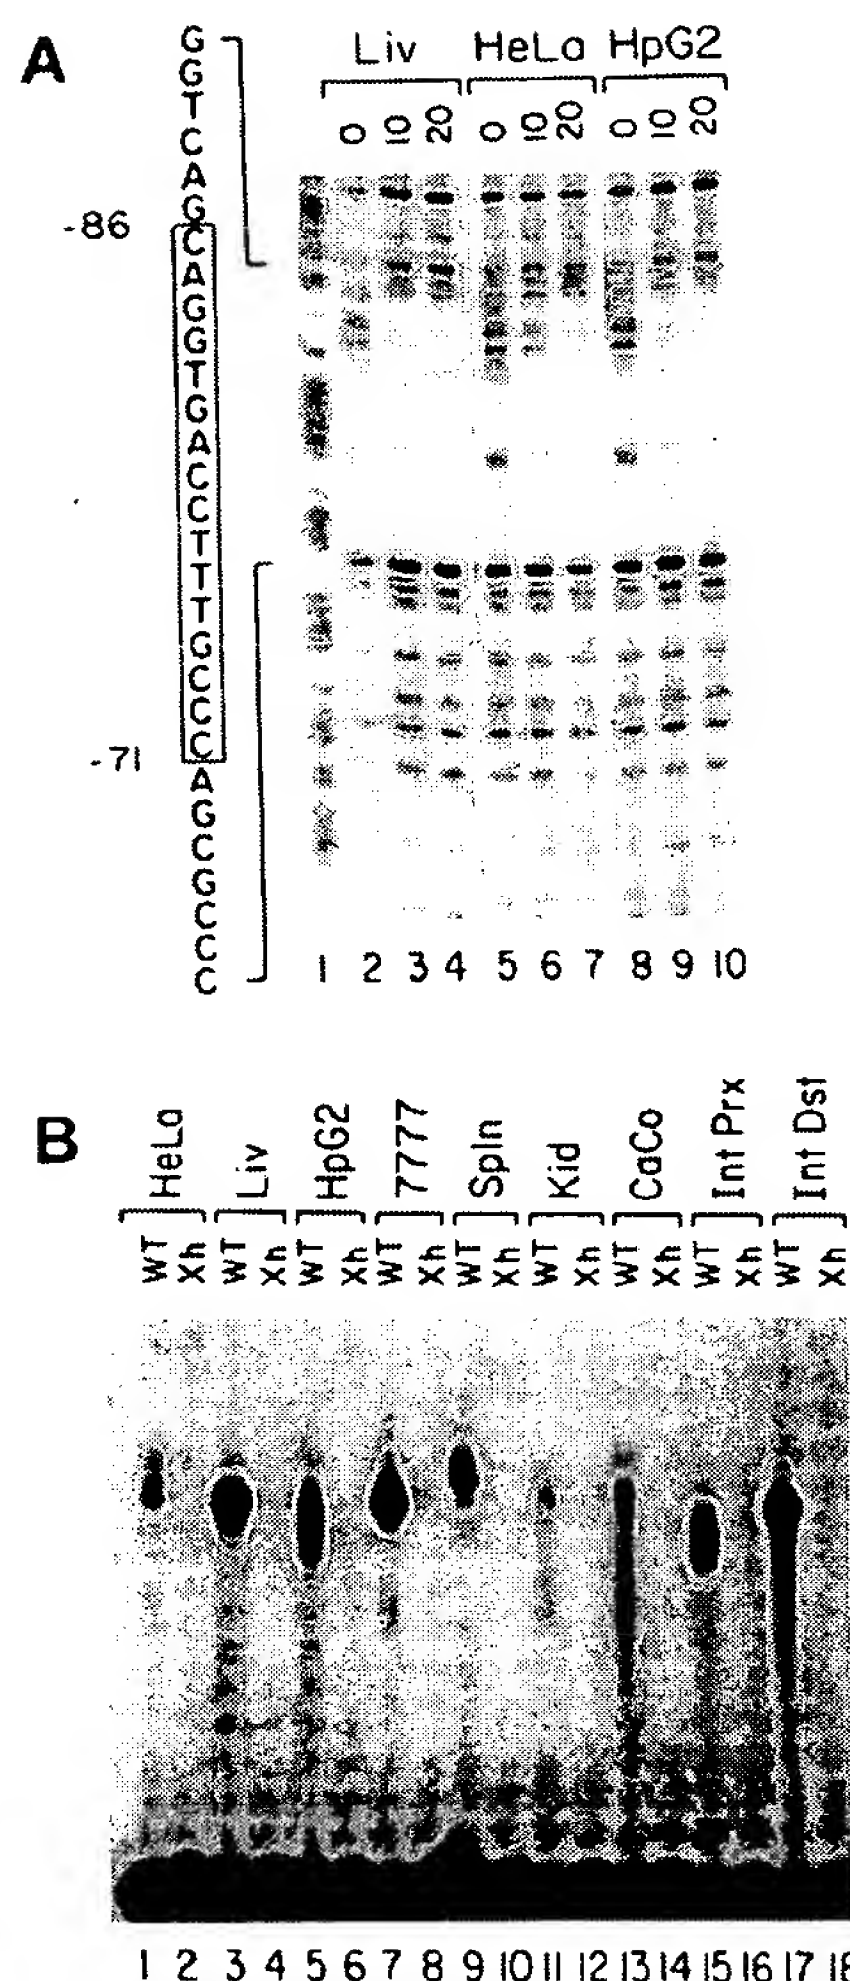 A
GGTCAGCAGGTGACCTTTGCCCAGCGCCC
-86
-71
Liv HeLa HpG2
0 10 20 0 10 20 0 10 20
1 2 3 4 5 6 7 8 9 10
B
HeLa Liv HpG2 7777 Spln Kid CaCo Int Prx Int Dst
WT Xh WT Xh WT Xh WT Xh WT Xh WT Xh WT Xh WT Xh WT Xh
1 2 3 4 5 6 7 8 9 10 11 12 13 14 15 16 17 18